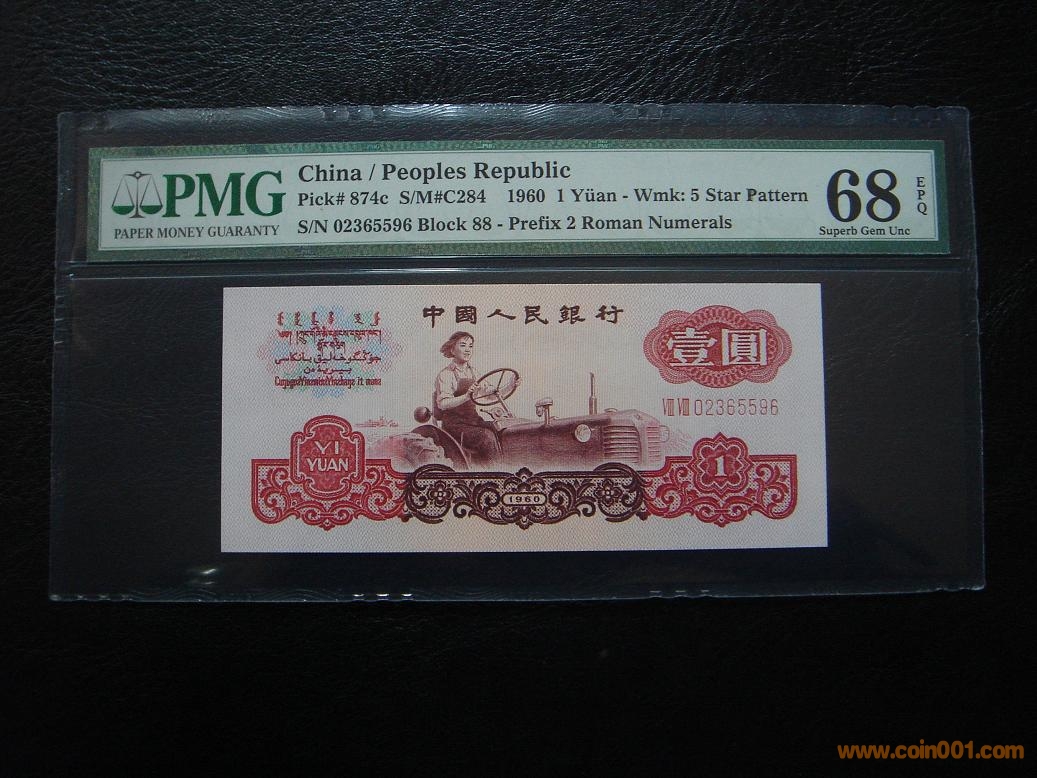 China / Peoples Republic
PMG
PAPER MONEY GUARANTY
Pick# 874c S/M#C284 1960 1 Yüan - Wmk: 5 Star Pattern
S/N 02365596 Block 88 - Prefix 2 Roman Numerals
68
EPQ
Superb Gem Unc
中國人民銀行
壹圓
VIII VIII 02365596
YI
YUAN
1960
1
www.coin001.com